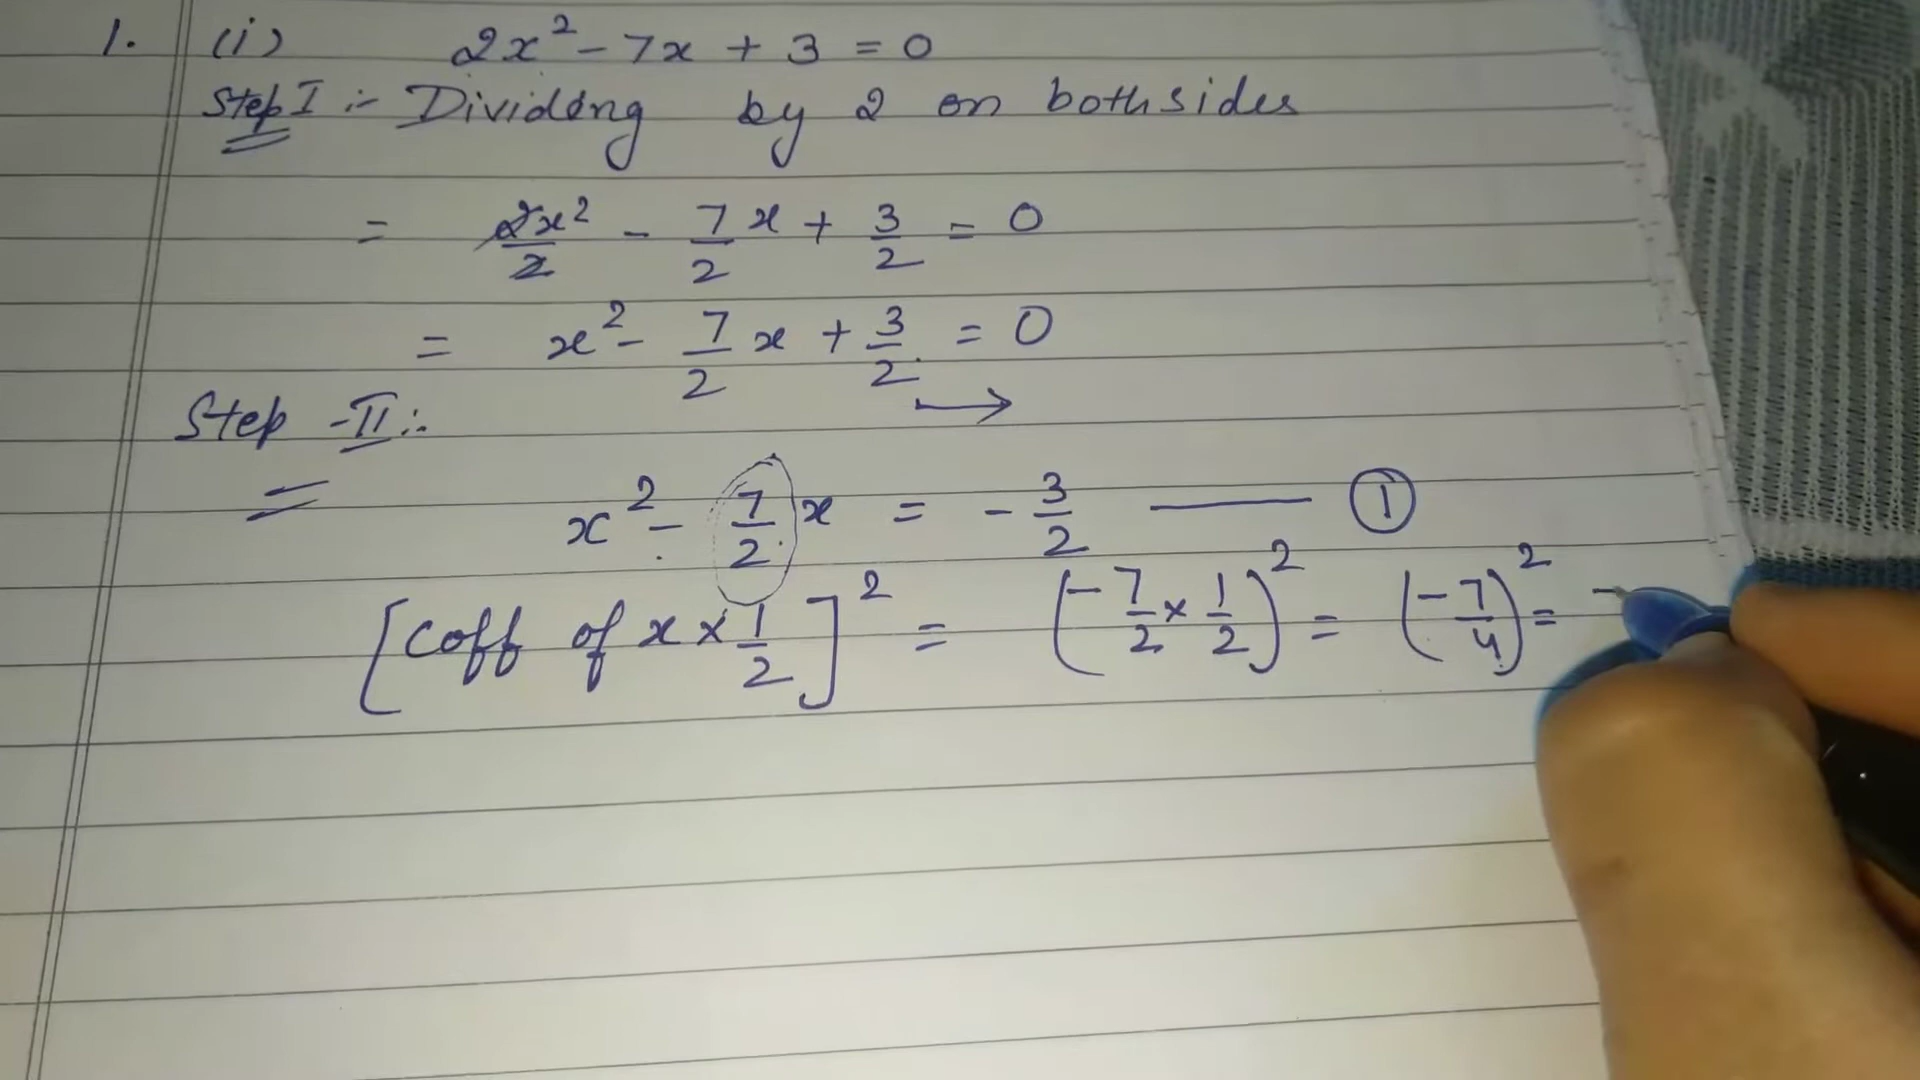 1. (i) 2x² - 7x + 3 = 0
Step I :- Dividing by 2 on both sides
= 2x²/2 - 7/2 x + 3/2 = 0
= x² - 7/2 x + 3/2 = 0
Step - II :-
x² - 7/2 x = - 3/2 ——— ①
[Coff of x × 1/2]² = (- 7/2 × 1/2)² = (- 7/4)² = -